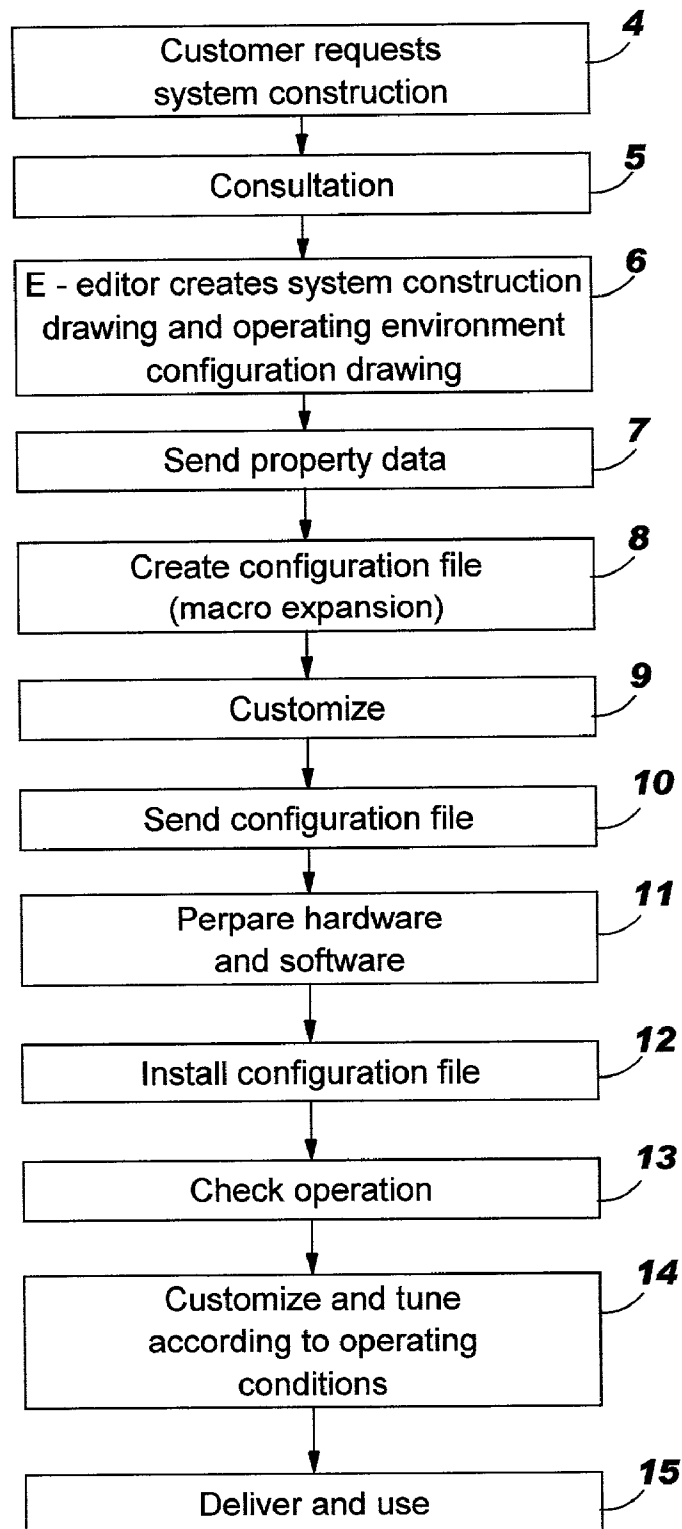 4
Customer requests
system construction
5
Consultation
6
E - editor creates system construction
drawing and operating environment
configuration drawing
7
Send property data
8
Create configuration file
(macro expansion)
9
Customize
10
Send configuration file
11
Perpare hardware
and software
12
Install configuration file
13
Check operation
14
Customize and tune
according to operating
conditions
15
Deliver and use